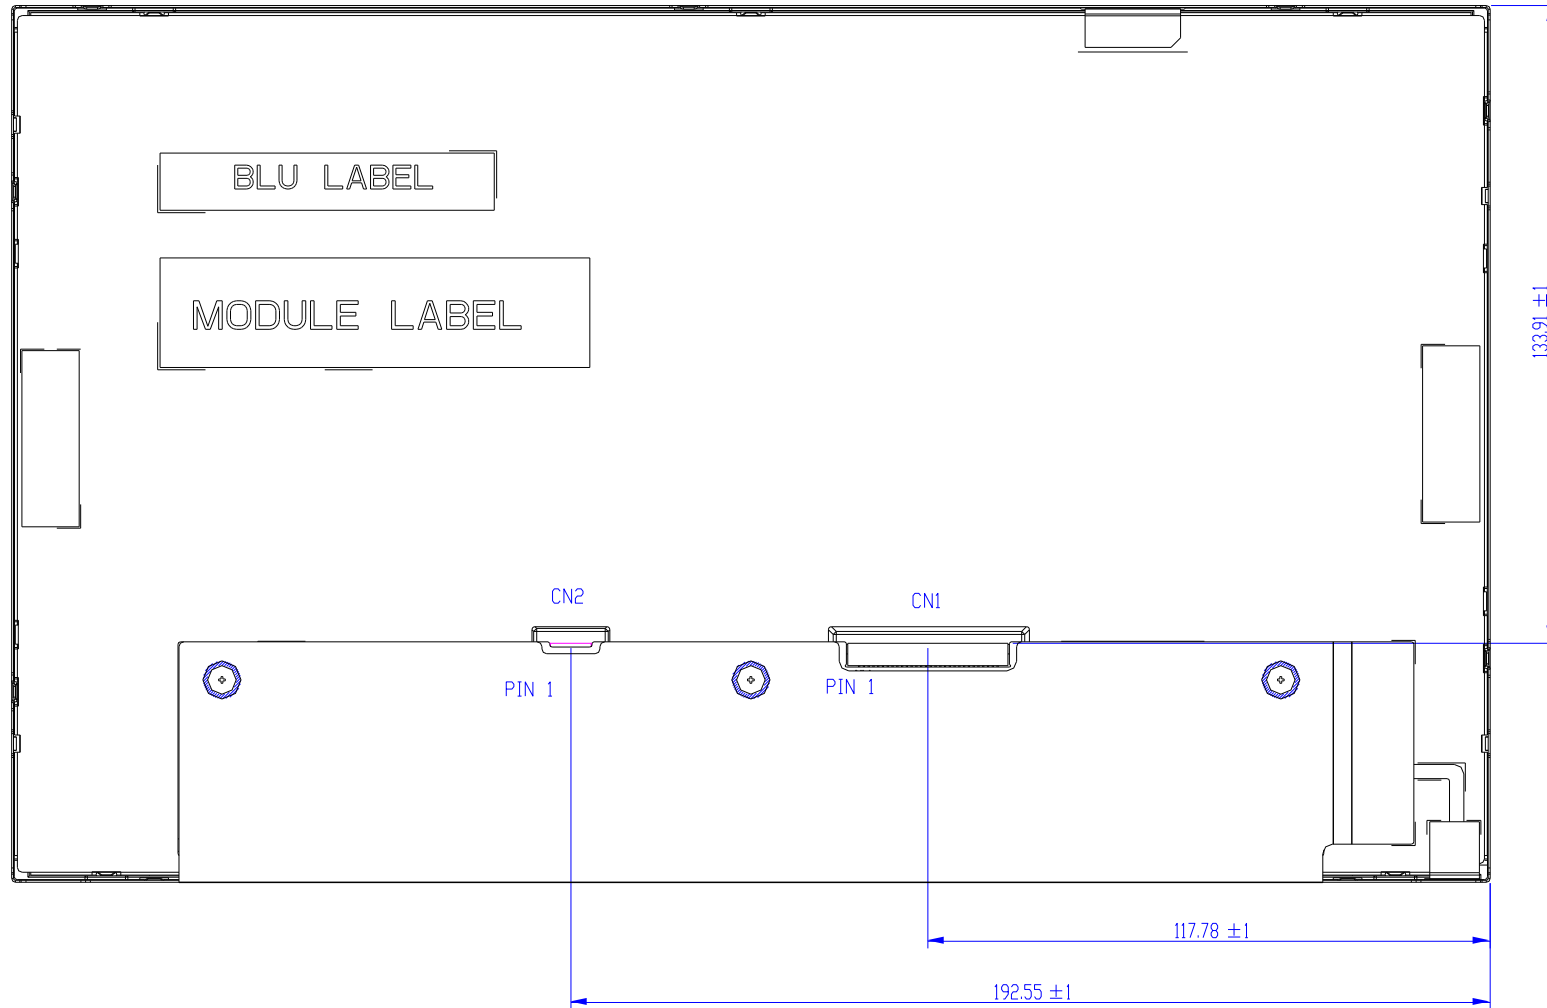 BLU LABEL
133.91 ±1
MODULE LABEL
CN2
CN1
PIN 1
PIN 1
117.78 ±1
192.55 ±1